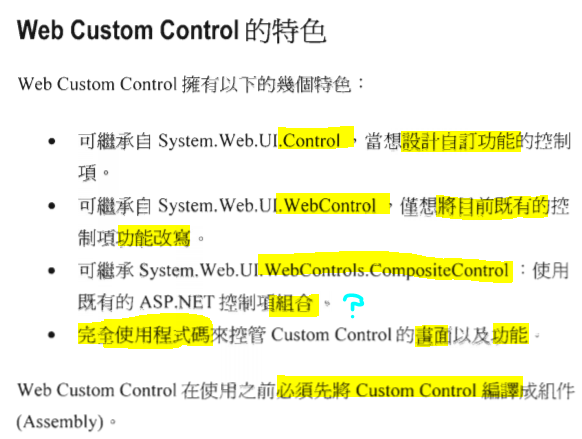 Web Custom Control 的特色
Web Custom Control 擁有以下的幾個特色：
• 可繼承自 System.Web.UI.Control ，當想設計自訂功能的控制
項。
• 可繼承自 System.Web.UI.WebControl ，僅想將目前既有的控
制項功能改寫。
• 可繼承 System.Web.UI.WebControls.CompositeControl：使用
既有的 ASP.NET 控制項組合。 ?
• 完全使用程式碼來控管 Custom Control 的畫面以及功能。
Web Custom Control 在使用之前必須先將 Custom Control 編譯成組件
(Assembly)。